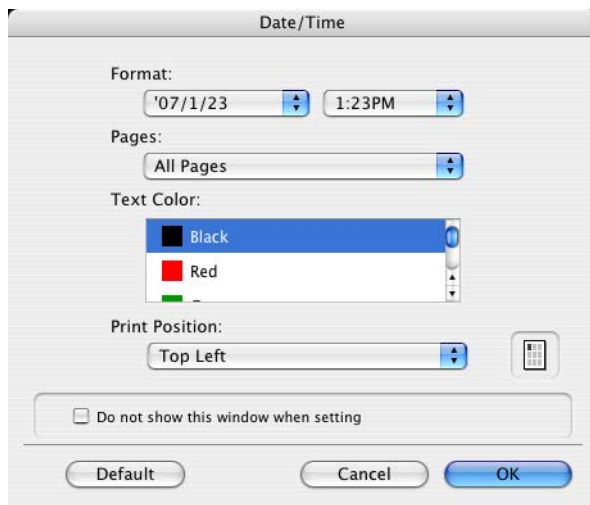 Date/Time
Format:
'07/1/23 1:23PM
Pages:
All Pages
Text Color:
Black
Red
Print Position:
Top Left
Do not show this window when setting
Default Cancel OK